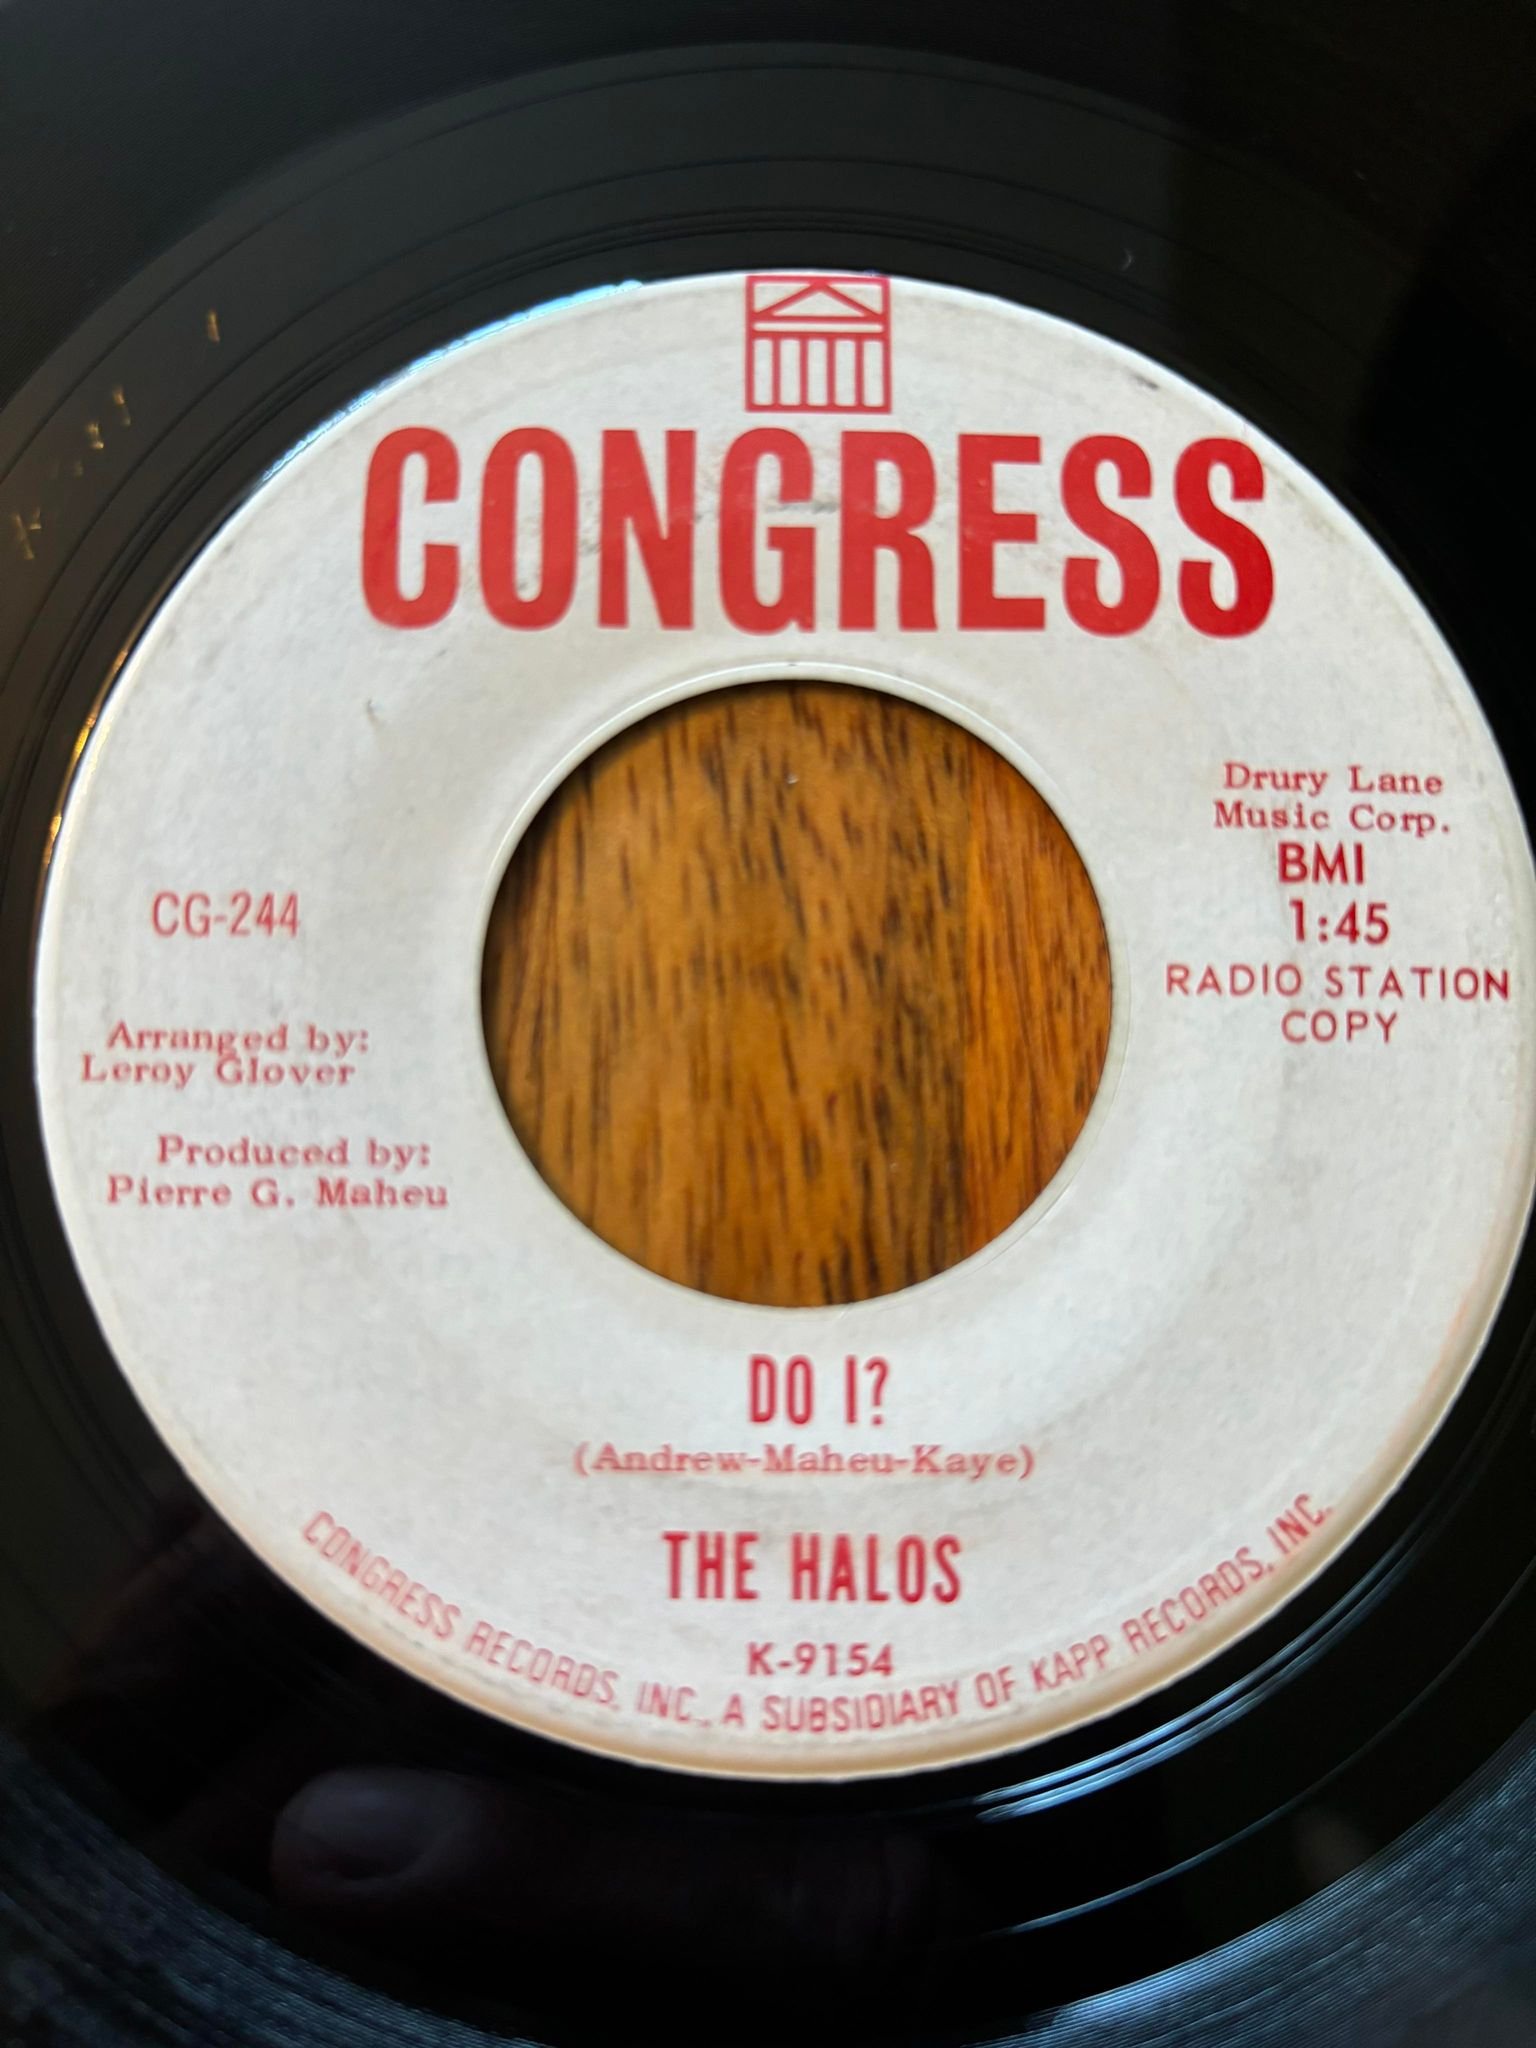 CONGRESS
Drury Lane
Music Corp.
BMI
1:45
RADIO STATION
COPY
CG-244
Arranged by:
Leroy Glover
Produced by:
Pierre G. Maheu
DO I?
(Andrew-Maheu-Kaye)
THE HALOS
K-9154
CONGRESS RECORDS, INC., A SUBSIDIARY OF KAPP RECORDS, INC.